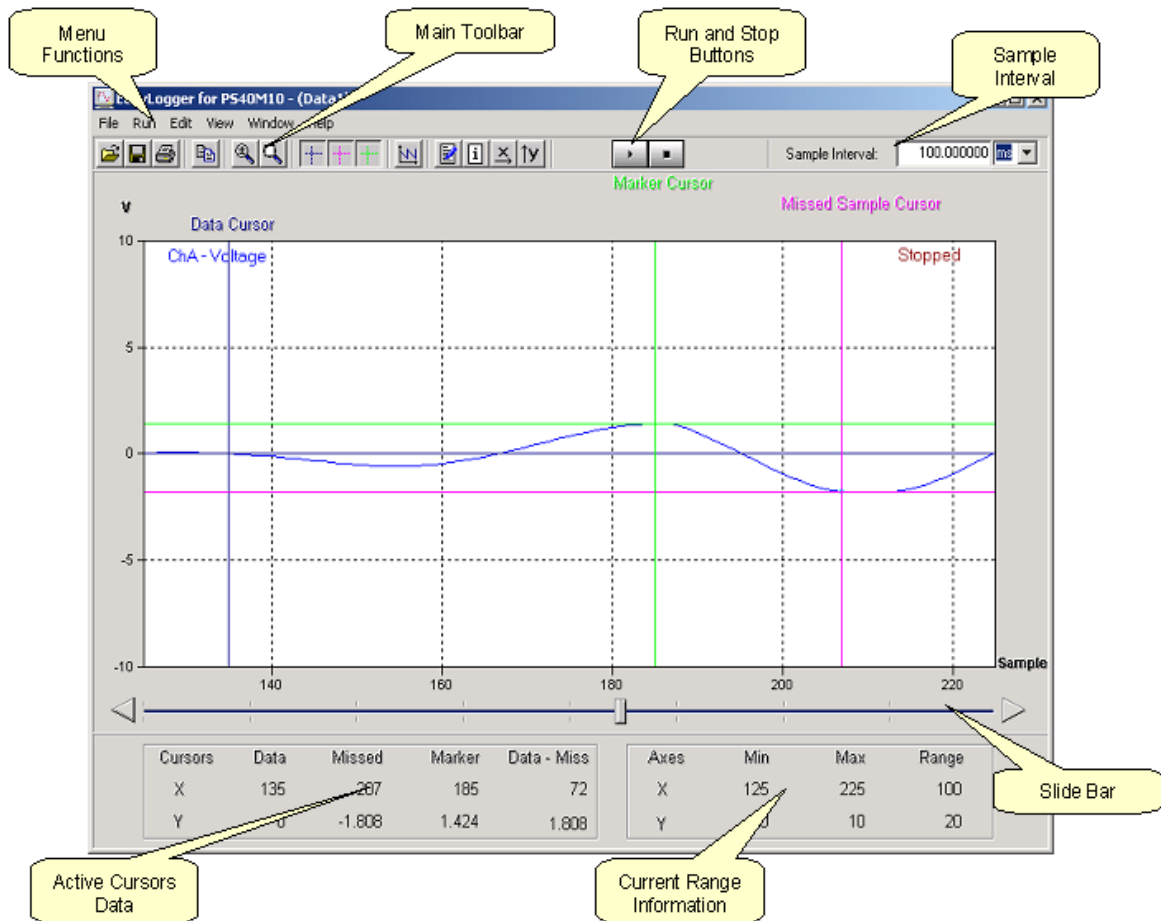 Menu
Functions
Main Toolbar
Run and Stop
Buttons
Sample
Interval
for PS40M10 - (Data1
File Run Edit View Window Help
Sample Interval: 100.000000 ms
Marker Cursor
Missed Sample Cursor
V
Data Cursor
10
ChA - Voltage
Stopped
5
0
-5
-10
Sample
140 160 180 200 220
Cursors Data Missed Marker Data - Miss
X 135 207 185 72
Y 0 -1.808 1.424 1.808
Axes Min Max Range
X 125 225 100
Y 10 20
Slide Bar
Active Cursors
Data
Current Range
Information